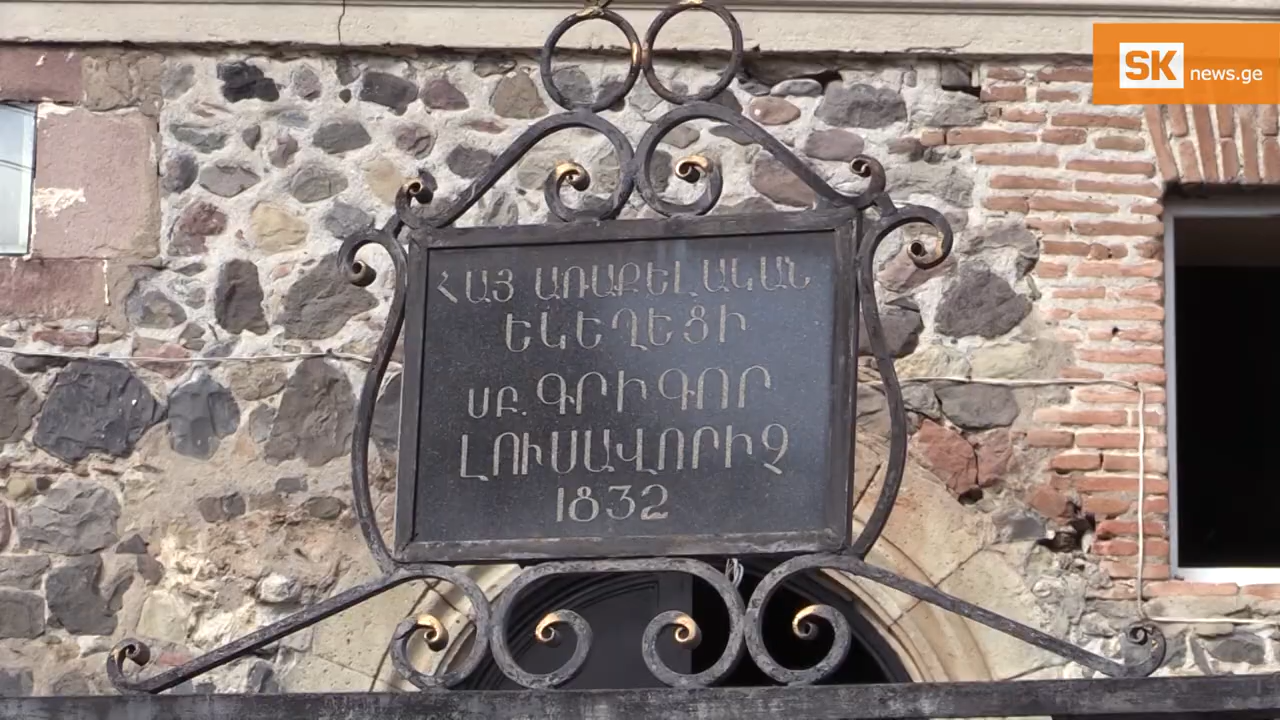 SK news.ge
ՀԱՅ ԱՌԱՔԵԼԱԿԱՆ
ԵԿԵՂԵՑԻ
ՍԲ. ԳՐԻԳՈՐ
ԼՈՒՍԱՎՈՐԻՉ
1832